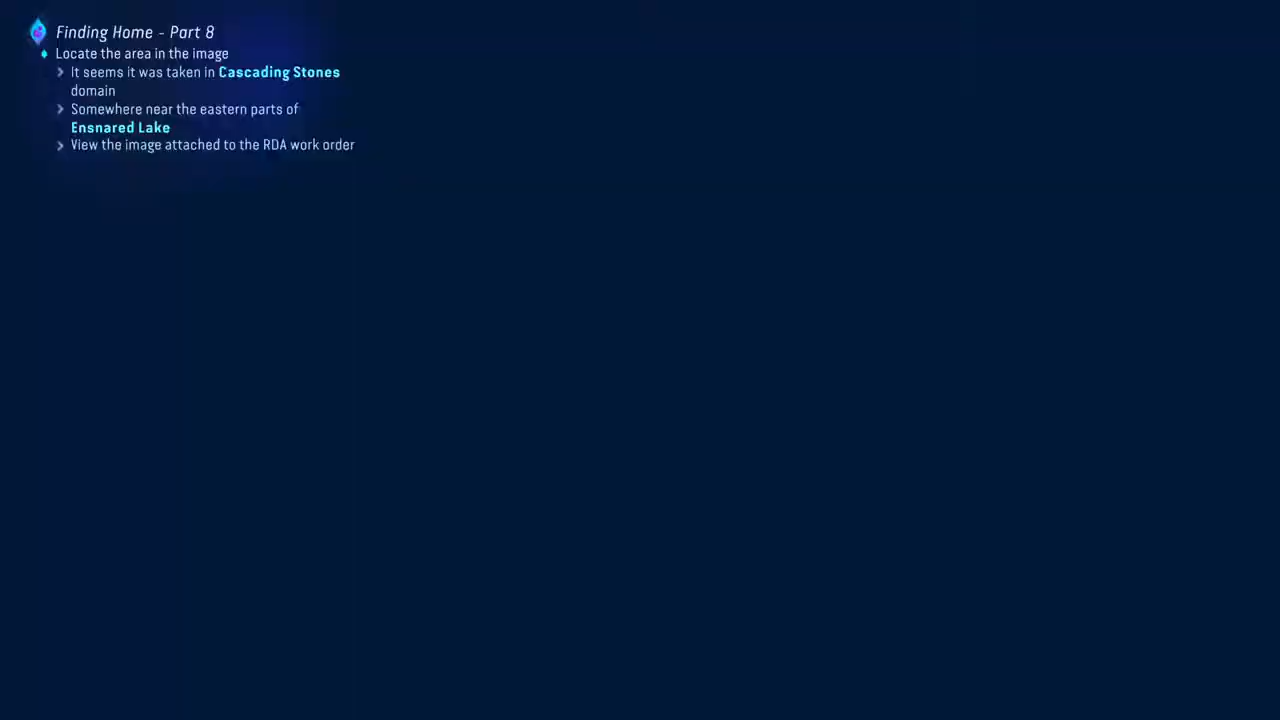 Finding Home - Part 8
Locate the area in the image
It seems it was taken in Cascading Stones
domain
Somewhere near the eastern parts of
Ensnared Lake
View the image attached to the RDA work order